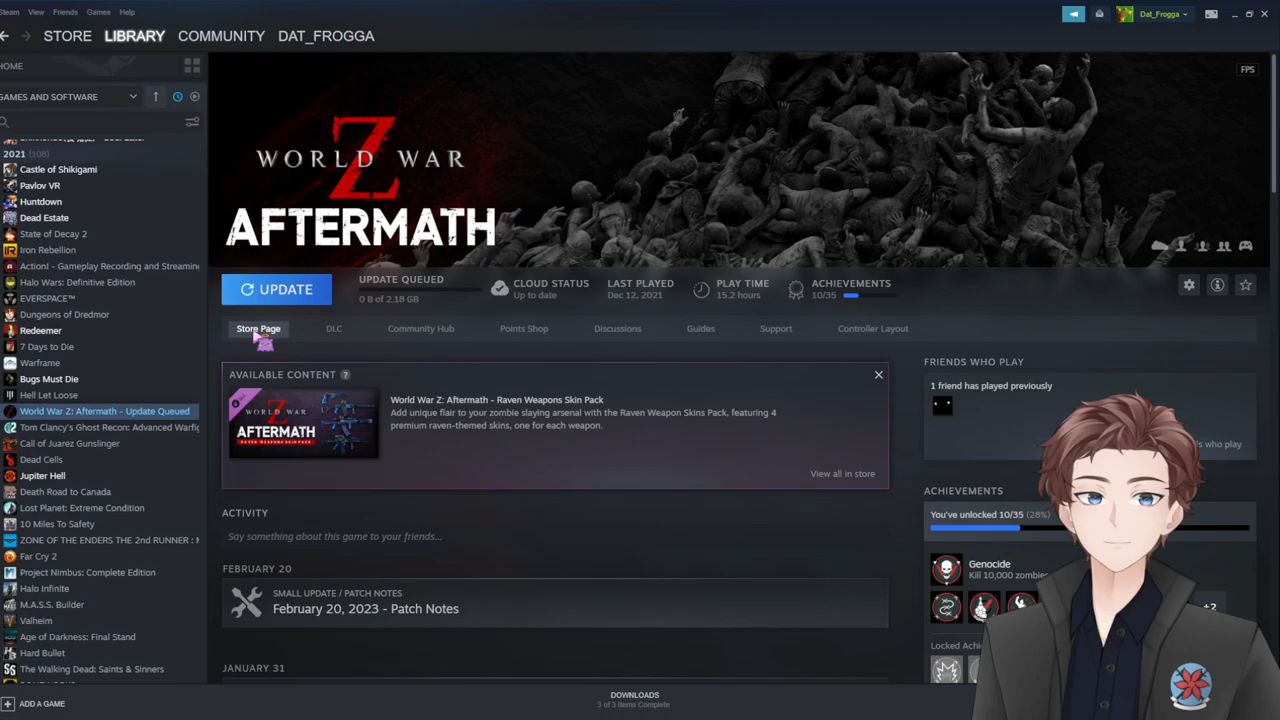 Steam View Friends Games Help
Dat_Frogga
STORE LIBRARY COMMUNITY DAT_FROGGA
HOME
GAMES AND SOFTWARE
2021 (108)
Castle of Shikigami
Pavlov VR
Huntdown
Dead Estate
State of Decay 2
Iron Rebellion
Action! - Gameplay Recording and Streaming
Halo Wars: Definitive Edition
EVERSPACE™
Dungeons of Dredmor
Redeemer
7 Days to Die
Warframe
Bugs Must Die
Hell Let Loose
World War Z: Aftermath - Update Queued
Tom Clancy's Ghost Recon: Advanced Warfig
Call of Juarez Gunslinger
Dead Cells
Jupiter Hell
Death Road to Canada
Lost Planet: Extreme Condition
10 Miles To Safety
ZONE OF THE ENDERS THE 2nd RUNNER : M
Far Cry 2
Project Nimbus: Complete Edition
Halo Infinite
M.A.S.S. Builder
Valheim
Age of Darkness: Final Stand
Hard Bullet
The Walking Dead: Saints & Sinners
ADD A GAME
FPS
WORLD WAR
Z
AFTERMATH
UPDATE
UPDATE QUEUED
0 B of 2.18 GB
CLOUD STATUS
Up to date
LAST PLAYED
Dec 12, 2021
PLAY TIME
15.2 hours
ACHIEVEMENTS
10/35
Store Page DLC Community Hub Points Shop Discussions Guides Support Controller Layout
AVAILABLE CONTENT ?
WORLD WAR
Z
AFTERMATH
RAVEN WEAPONS SKIN PACK
World War Z: Aftermath - Raven Weapons Skin Pack
Add unique flair to your zombie slaying arsenal with the Raven Weapon Skins Pack, featuring 4
premium raven-themed skins, one for each weapon.
View all in store
ACTIVITY
Say something about this game to your friends...
FEBRUARY 20
SMALL UPDATE / PATCH NOTES
February 20, 2023 - Patch Notes
JANUARY 31
FRIENDS WHO PLAY
1 friend has played previously
's who play
ACHIEVEMENTS
You've unlocked 10/35 (28%)
Genocide
Kill 10,000 zombies
+2
Locked Achi
DOWNLOADS
3 of 3 Items Complete